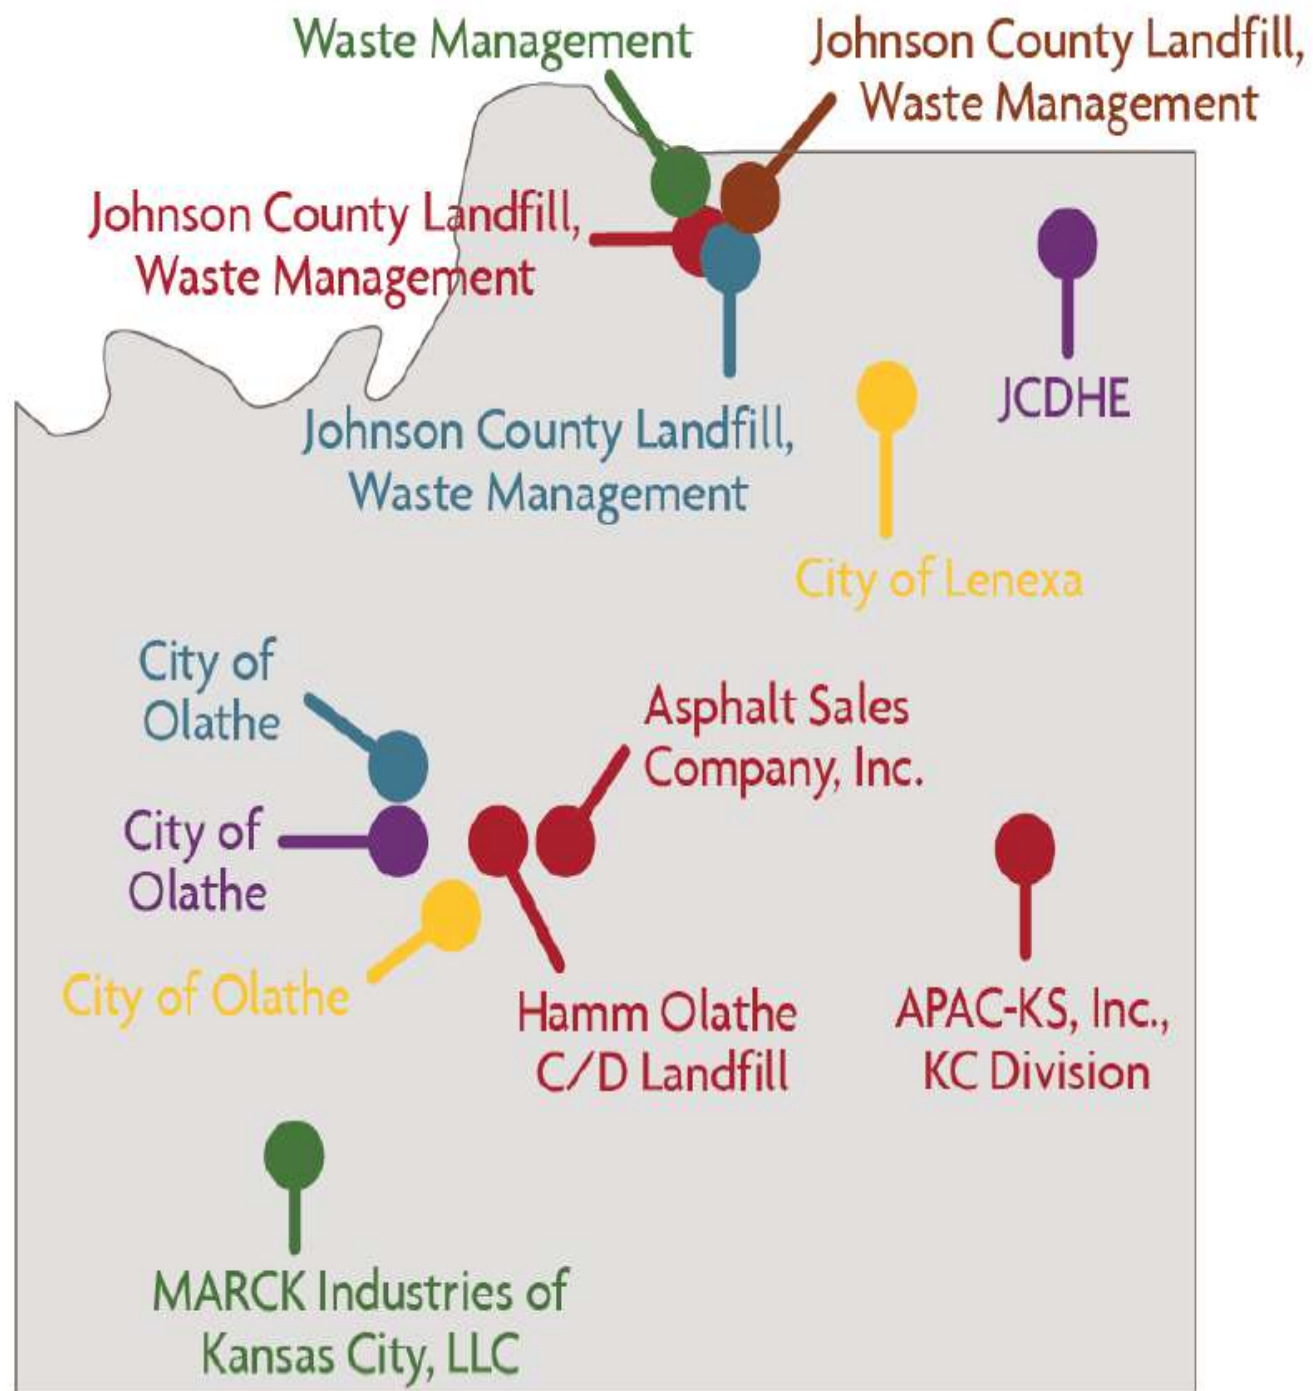 Waste Management
Johnson County Landfill,
Waste Management
Johnson County Landfill,
Waste Management
JCDHE
Johnson County Landfill,
Waste Management
City of Lenexa
City of
Olathe
Asphalt Sales
Company, Inc.
City of
Olathe
City of Olathe
Hamm Olathe
C/D Landfill
APAC-KS, Inc.,
KC Division
MARCK Industries of
Kansas City, LLC